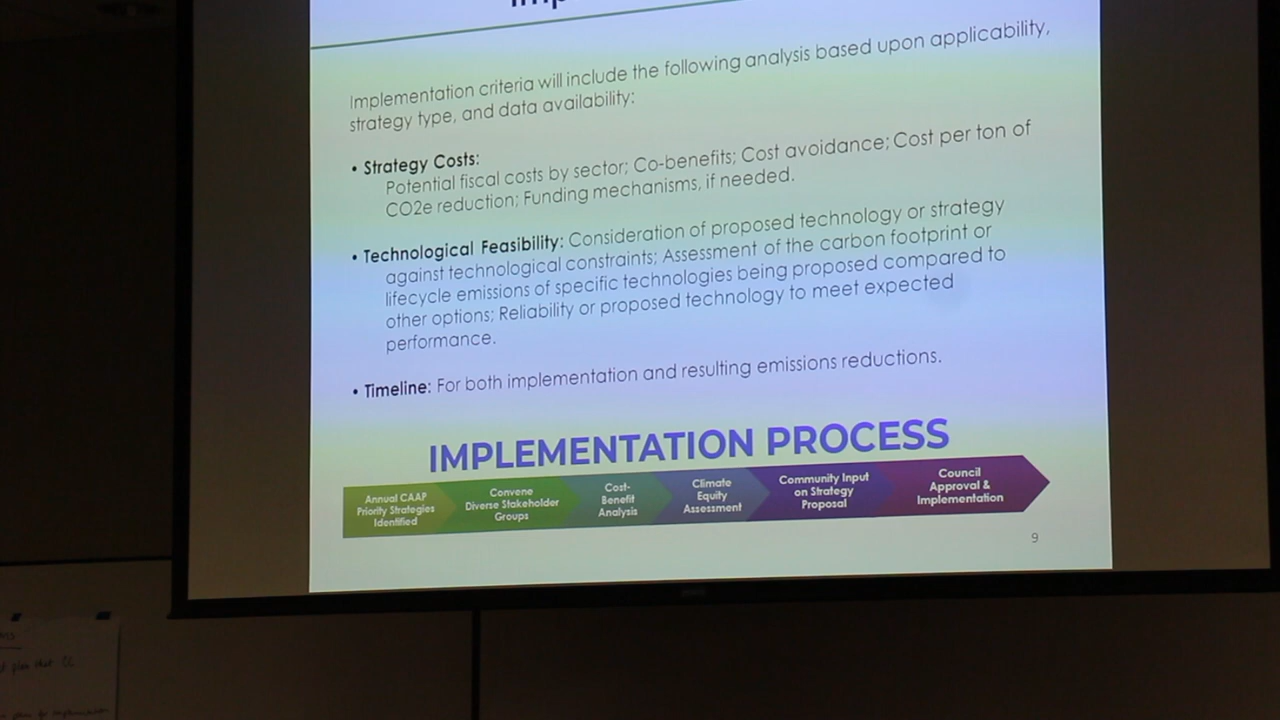 Implementation criteria will include the following analysis based upon applicability,
strategy type, and data availability:
• Strategy Costs:
Potential fiscal costs by sector; Co-benefits; Cost avoidance; Cost per ton of
CO2e reduction; Funding mechanisms, if needed.
• Technological Feasibility: Consideration of proposed technology or strategy
against technological constraints; Assessment of the carbon footprint or
lifecycle emissions of specific technologies being proposed compared to
other options; Reliability or proposed technology to meet expected
performance.
• Timeline: For both implementation and resulting emissions reductions.
IMPLEMENTATION PROCESS
Annual CAAP
Priority Strategies
Identified
Convene
Diverse Stakeholder
Groups
Cost-
Benefit
Analysis
Climate
Equity
Assessment
Community Input
on Strategy
Proposal
Council
Approval &
Implementation
9
plan that